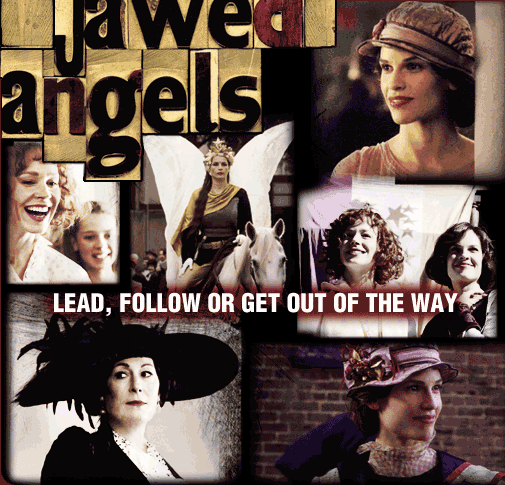 jawed
angels
LEAD, FOLLOW OR GET OUT OF THE WAY